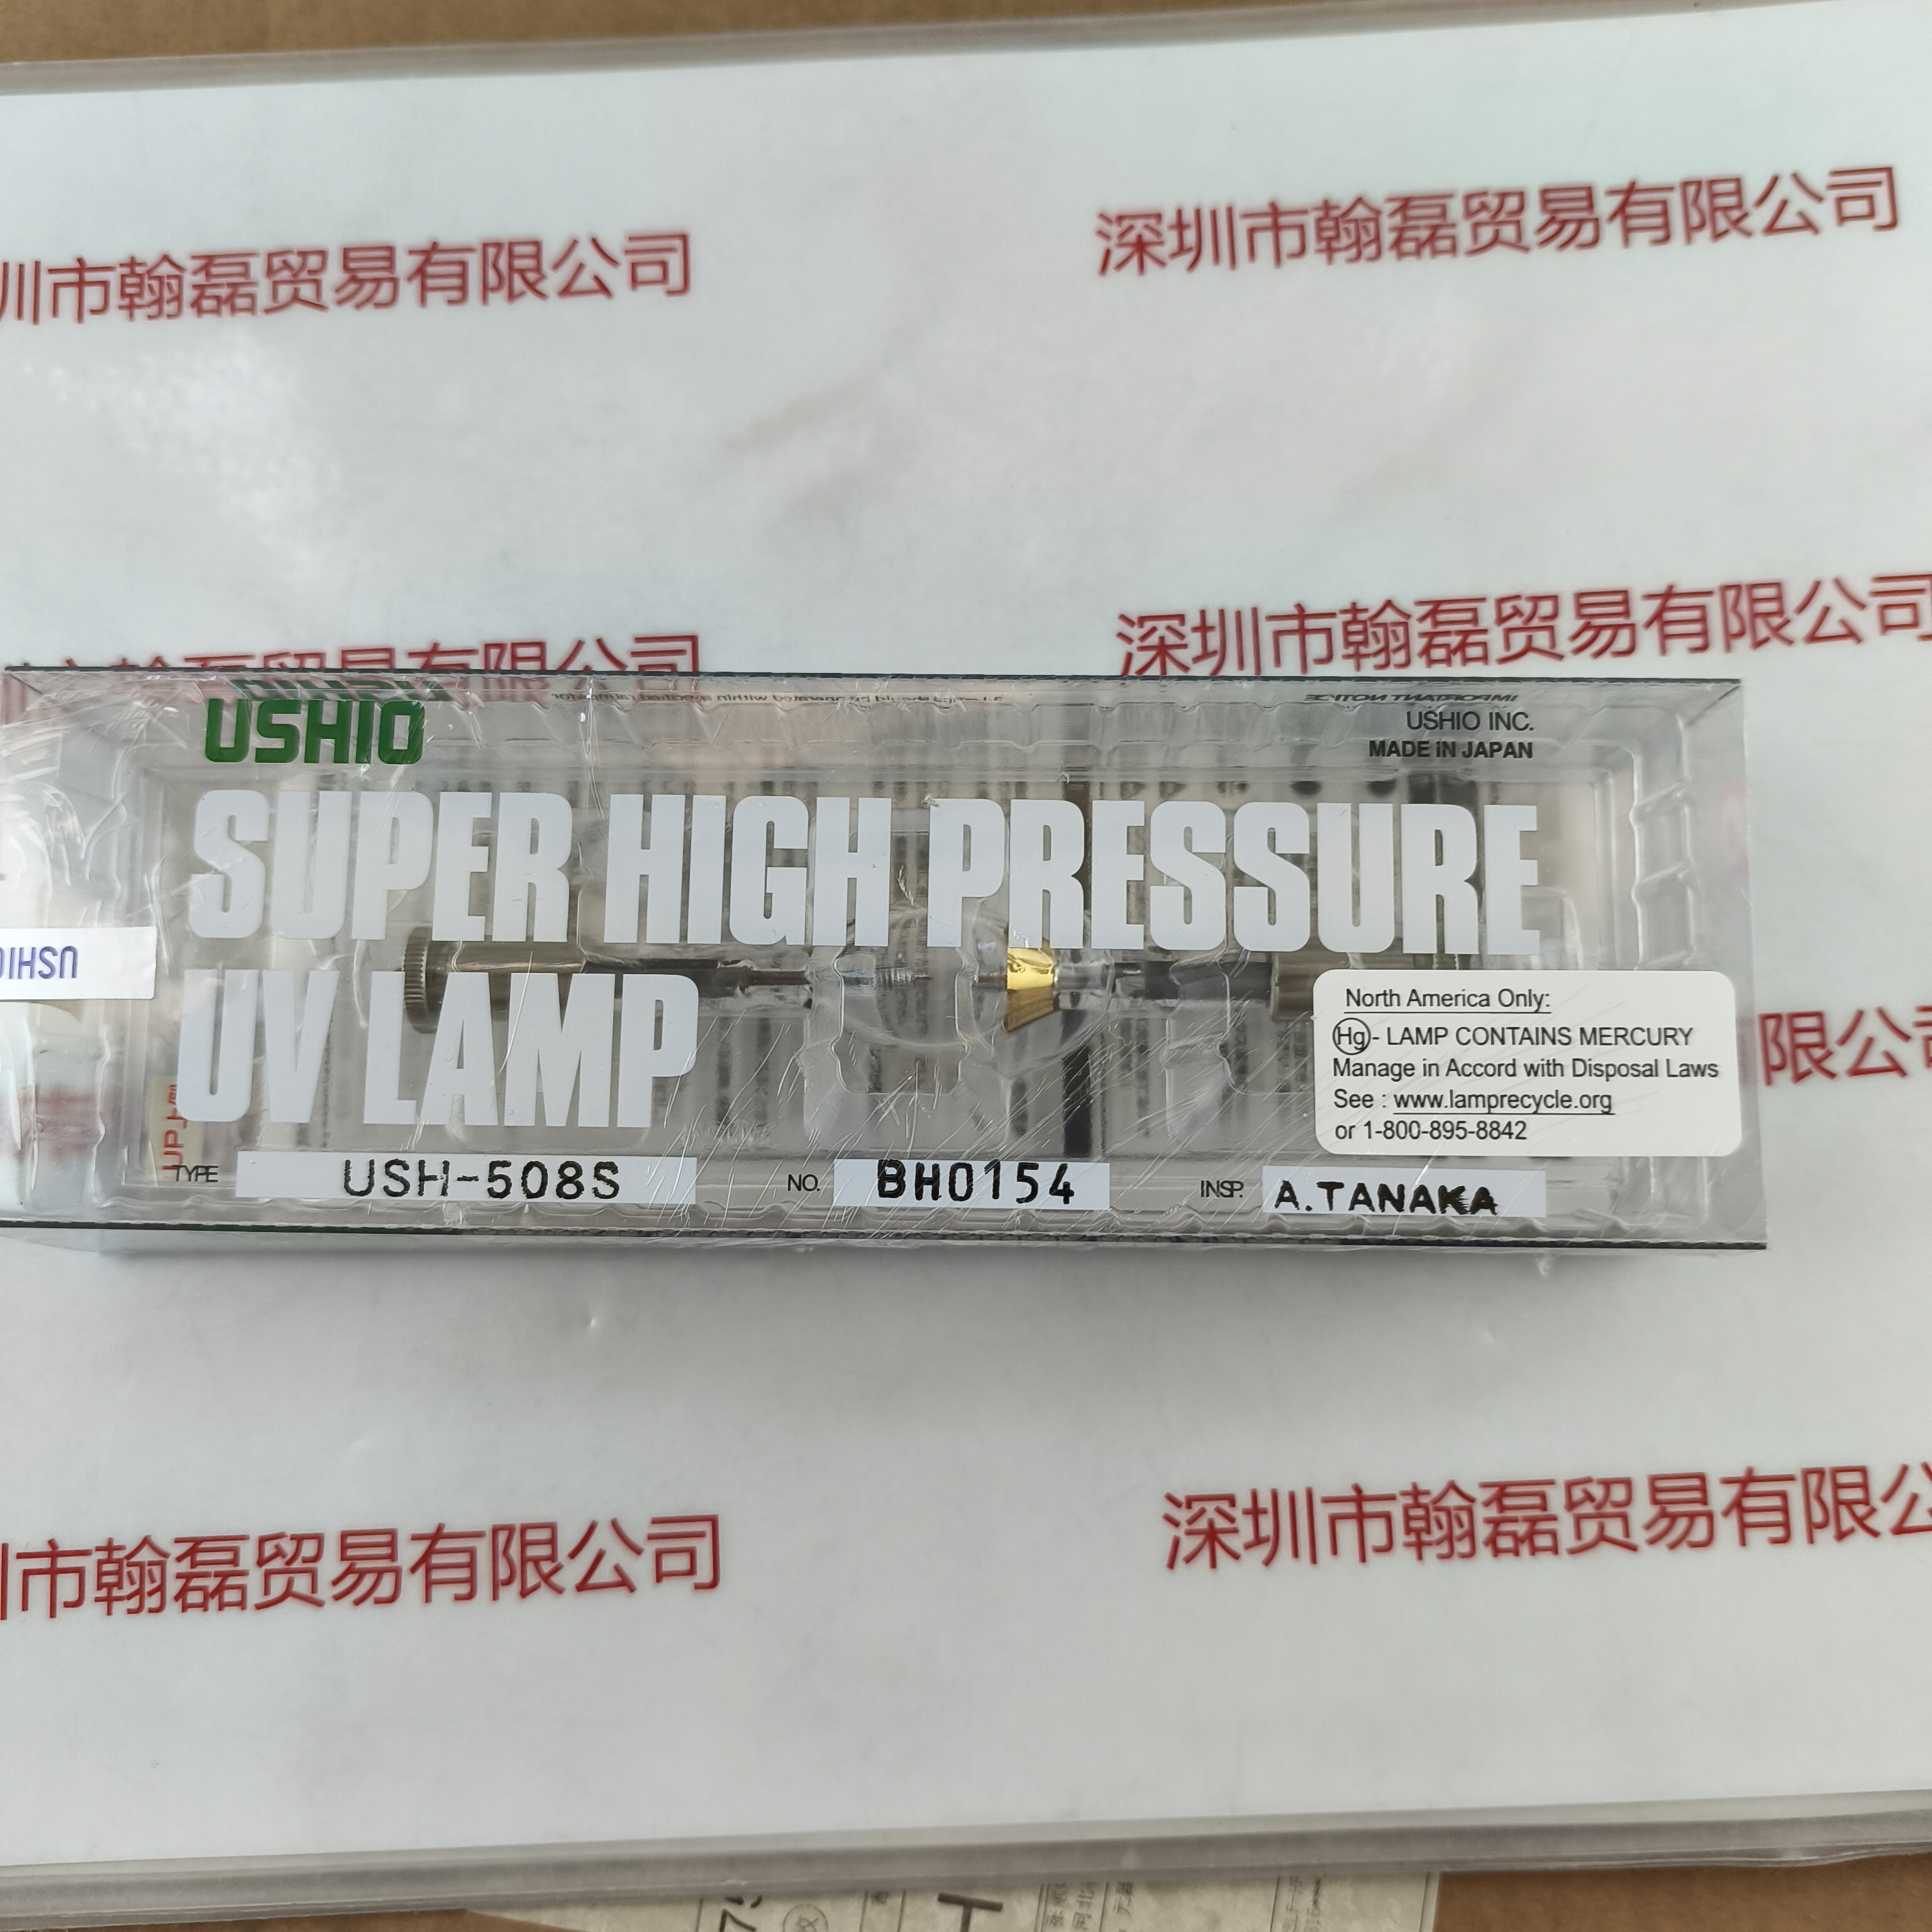 深圳市翰磊贸易有限公司
圳市翰磊贸易有限公司
深圳市翰磊贸易有限公司
USHIO
IMPORTANT NOTICE
USHIO INC.
MADE IN JAPAN
SUPER HIGH PRESSURE
UV LAMP
USHIO
North America Only:
Hg - LAMP CONTAINS MERCURY
Manage in Accord with Disposal Laws
See : www.lamprecycle.org
or 1-800-895-8842
限公司
TYPE USH-508S NO. BH0154 INSP. A.TANAKA
深圳市翰磊贸易有限公
市翰磊贸易有限公司